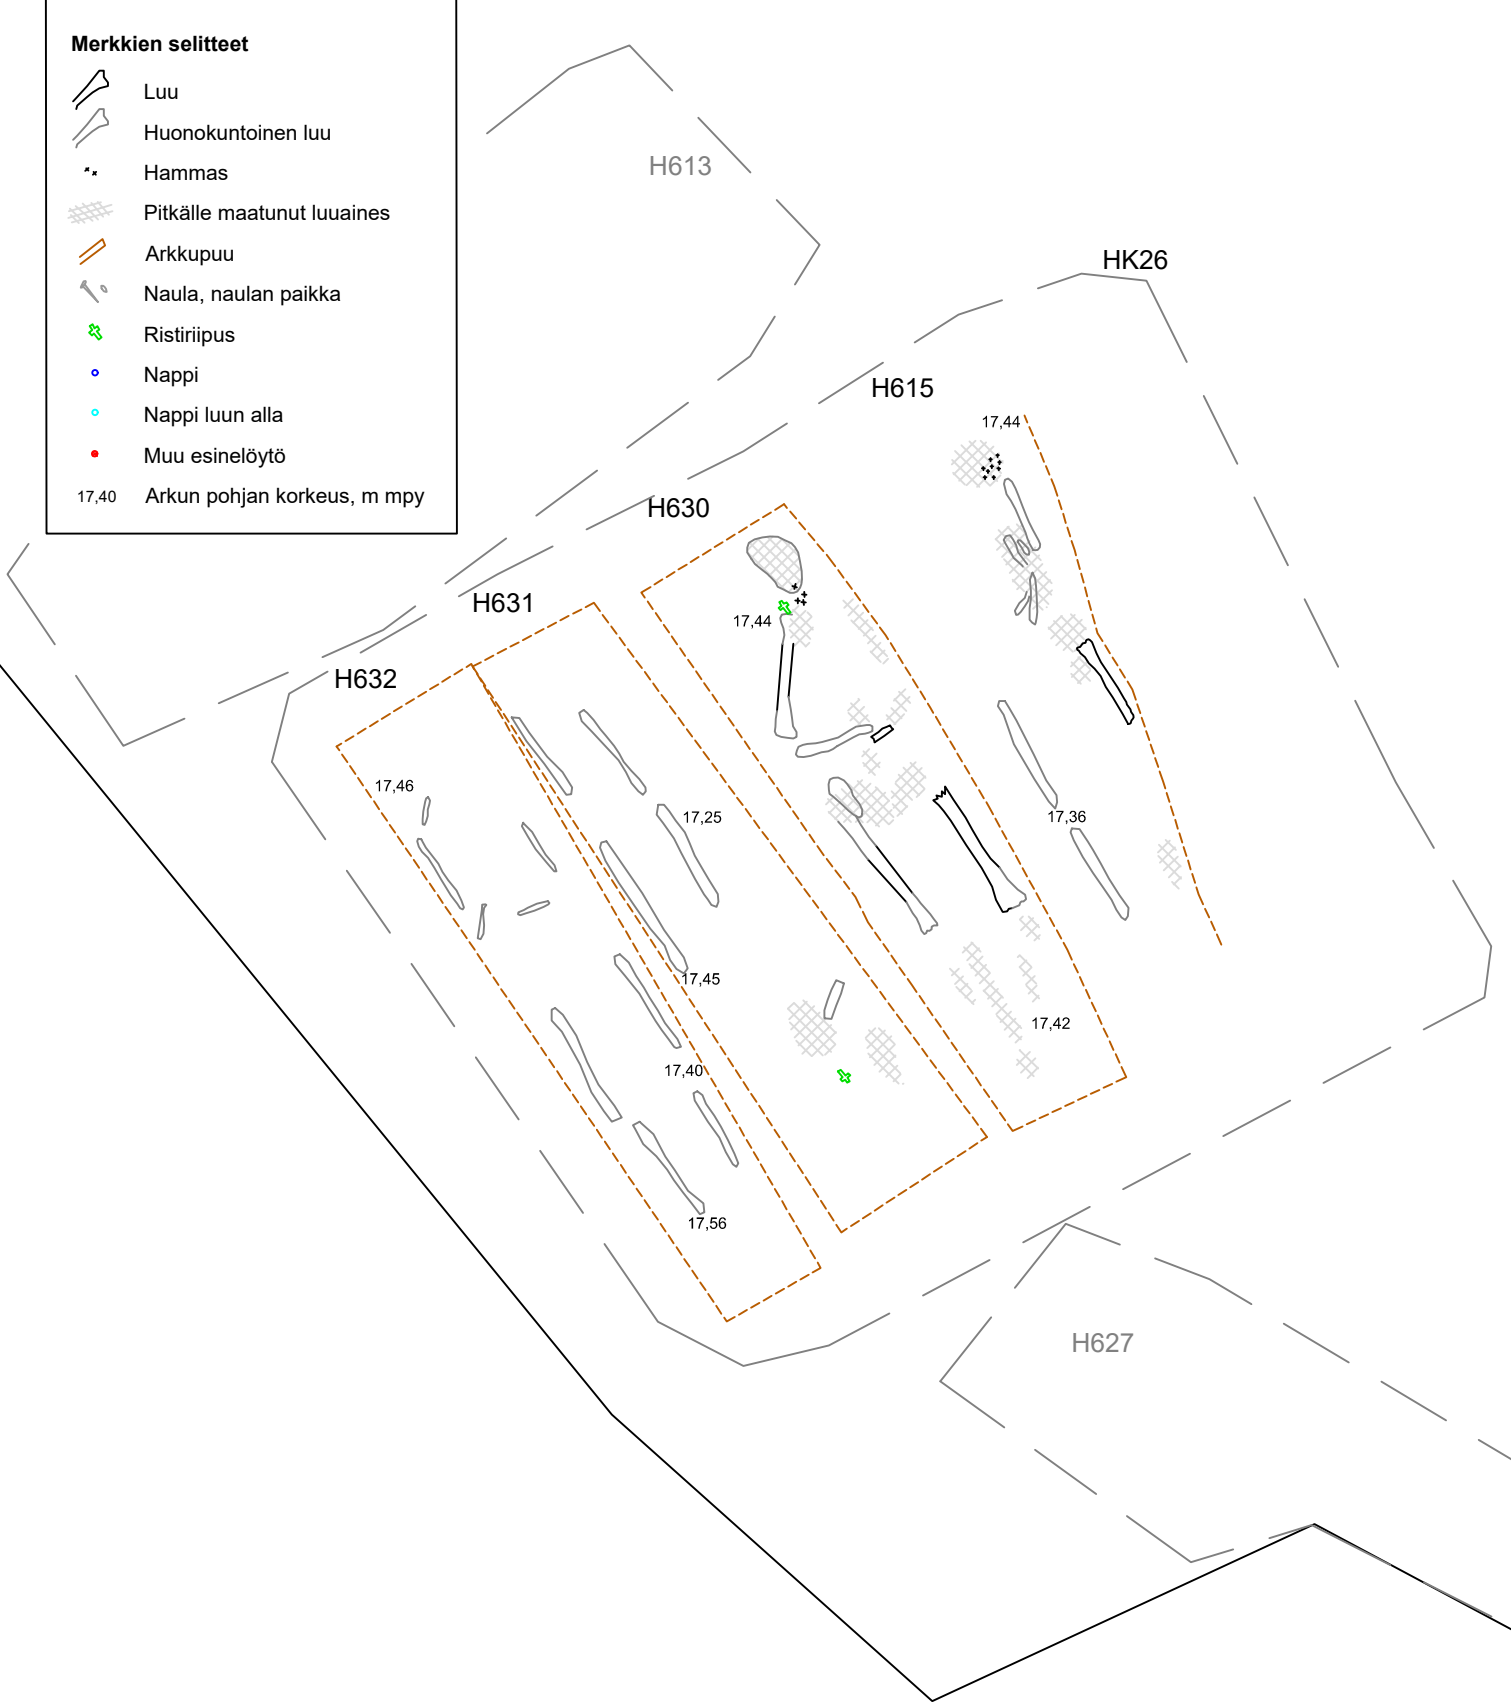 Merkkien selitteet
Luu
Huonokuntoinen luu
Hammas
Pitkälle maatunut luuaines
Arkkupuu
Naula, naulan paikka
Ristiriipus
Nappi
Nappi luun alla
Muu esinelöytö
17,40 Arkun pohjan korkeus, m mpy
H613
HK26
H615
17,44
H630
H631
17,44
H632
17,46
17,25
17,36
17,45
17,42
17,40
17,56
H627